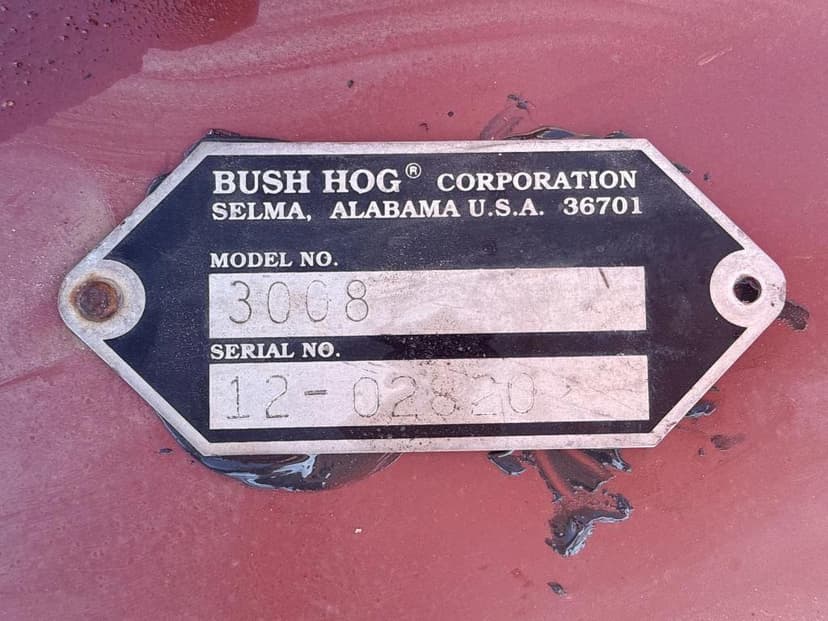 BUSH HOG® CORPORATION
SELMA, ALABAMA U.S.A. 36701
MODEL NO.
3008
SERIAL NO.
12-02820